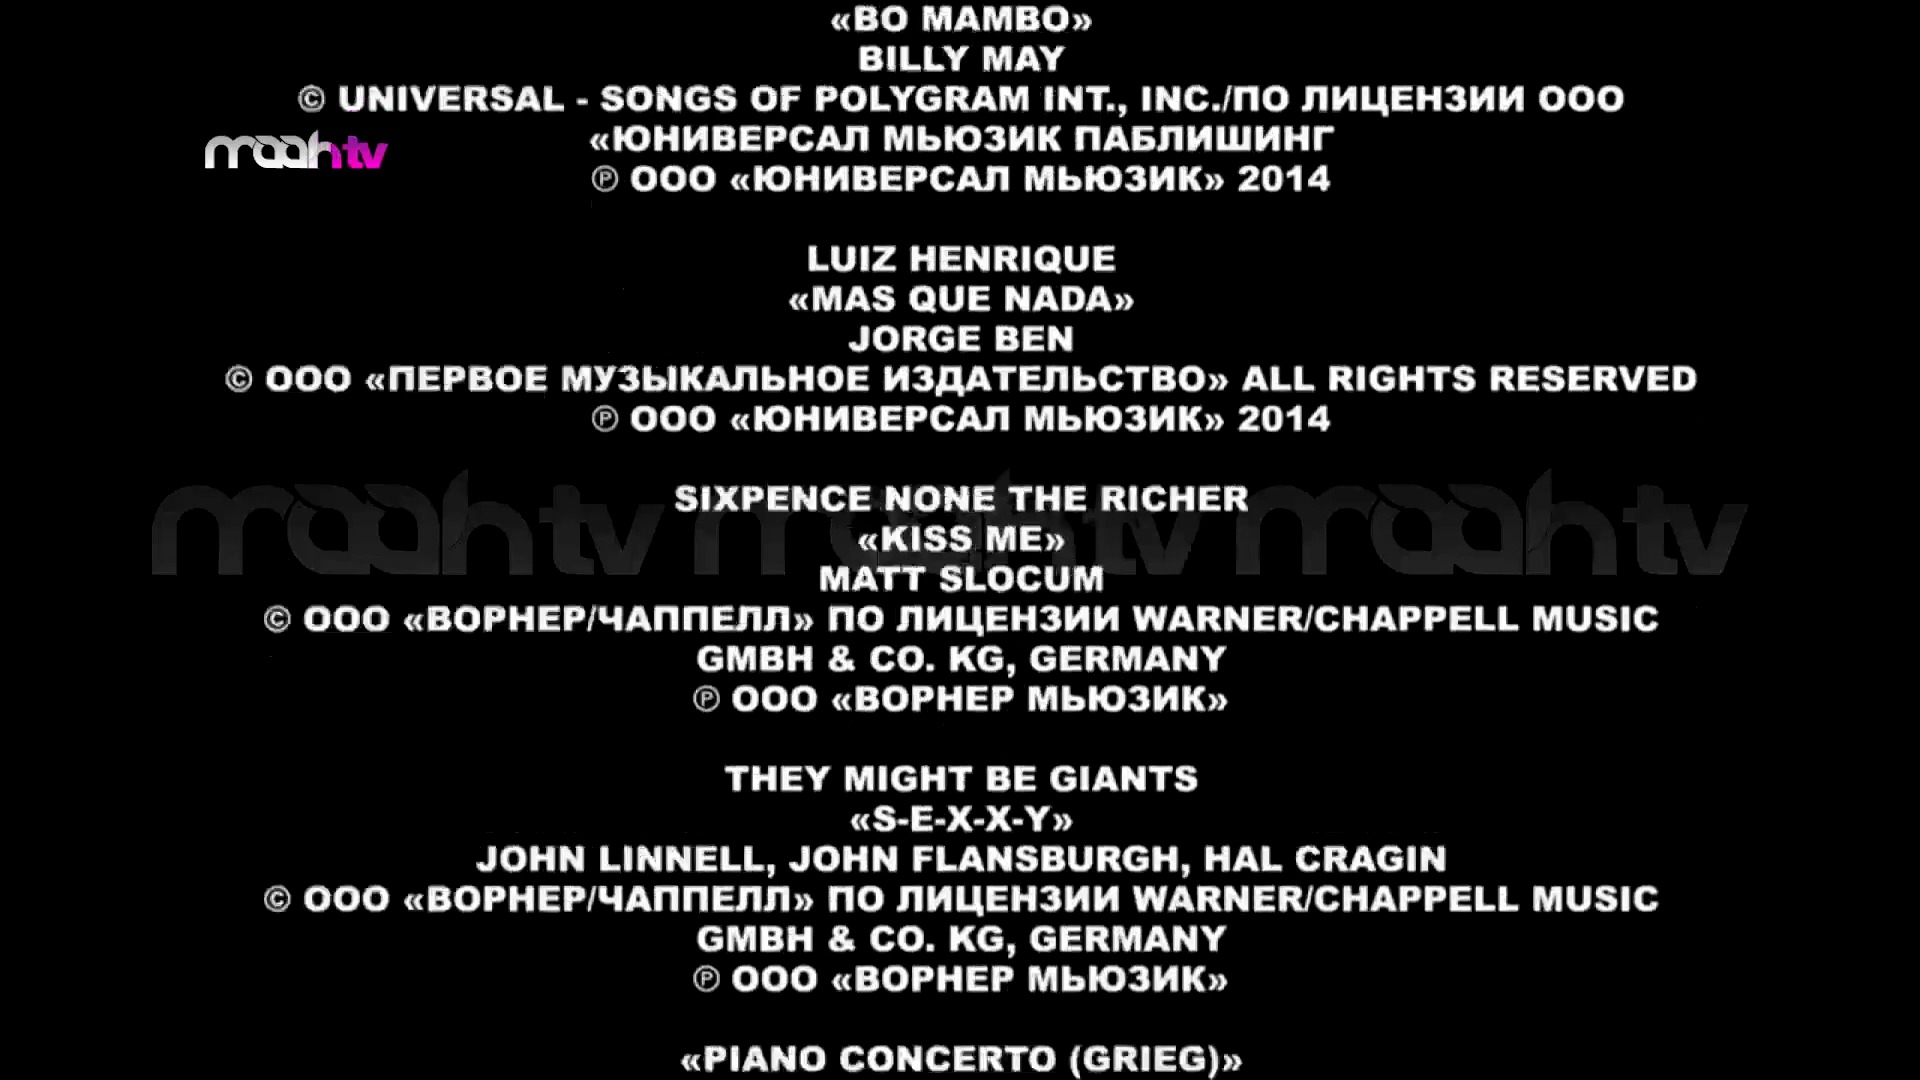 «BO MAMBO»
BILLY MAY
© UNIVERSAL - SONGS OF POLYGRAM INT., INC./ПО ЛИЦЕНЗИИ ООО
«ЮНИВЕРСАЛ МЬЮЗИК ПАБЛИШИНГ
℗ ООО «ЮНИВЕРСАЛ МЬЮЗИК» 2014
maahtv
LUIZ HENRIQUE
«MAS QUE NADA»
JORGE BEN
© ООО «ПЕРВОЕ МУЗЫКАЛЬНОЕ ИЗДАТЕЛЬСТВО» ALL RIGHTS RESERVED
℗ ООО «ЮНИВЕРСАЛ МЬЮЗИК» 2014
SIXPENCE NONE THE RICHER
«KISS ME»
MATT SLOCUM
maahtv maahtv maahtv
© ООО «ВОРНЕР/ЧАППЕЛЛ» ПО ЛИЦЕНЗИИ WARNER/CHAPPELL MUSIC
GMBH & CO. KG, GERMANY
℗ ООО «ВОРНЕР МЬЮЗИК»
THEY MIGHT BE GIANTS
«S-E-X-X-Y»
JOHN LINNELL, JOHN FLANSBURGH, HAL CRAGIN
© ООО «ВОРНЕР/ЧАППЕЛЛ» ПО ЛИЦЕНЗИИ WARNER/CHAPPELL MUSIC
GMBH & CO. KG, GERMANY
℗ ООО «ВОРНЕР МЬЮЗИК»
«PIANO CONCERTO (GRIEG)»